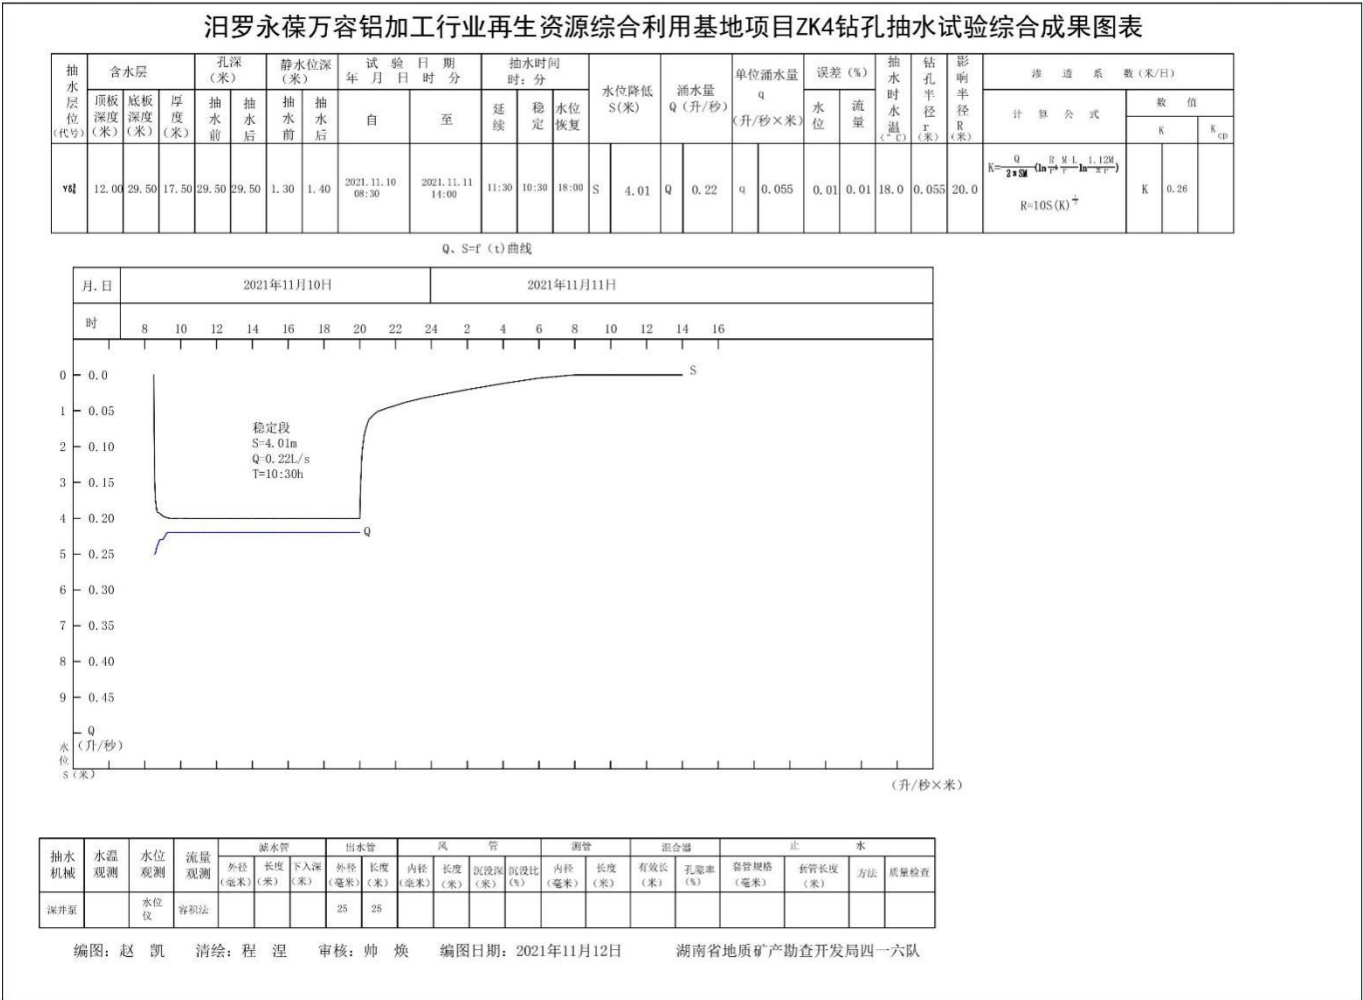 汨罗永葆万容铝加工行业再生资源综合利用基地项目ZK4钻孔抽水试验综合成果图表
抽水层位(代号) 含水层 孔深(米) 静水位深(米) 试 验 日 期 年 月 日 时 分 抽水时间 时:分 水位降低 S(米) 涌水量 Q(升/秒) 单位涌水量 q (升/秒×米) 误差(%) 抽水时水温(°C) 钻孔半径r(米) 影响半径R(米) 渗 透 系 数(米/日)
顶板深度(米) 底板深度(米) 厚度(米) 抽水前 抽水后 抽水前 抽水后 自 至 延续 稳定 水位恢复 水位 流量 计 算 公 式 数 值
K Kcp
12.00 29.50 17.50 29.50 29.50 1.30 1.40 2021.11.10 08:30 2021.11.11 14:00 11:30 10:30 18:00 S 4.01 Q 0.22 q 0.055 0.01 0.01 18.0 0.055 20.0 K 0.26
Q、S=f(t)曲线
月.日 2021年11月10日 2021年11月11日
时 8 10 12 14 16 18 20 22 24 2 4 6 8 10 12 14 16
0 0.0 S
1 0.05
稳定段
2 0.10 S=4.01m
Q=0.22L/s
T=10:30h
3 0.15
4 0.20
Q
5 0.25
6 0.30
7 0.35
8 0.40
9 0.45
Q
水位 (升/秒)
S(米)
(升/秒×米)
抽水机械 水温观测 水位观测 流量观测 滤水管 出水管 风 管 测管 混合器 止 水
外径(毫米) 长度(米) 下入深(米) 外径(毫米) 长度(米) 内径(毫米) 长度(米) 沉没深(米) 沉没比(%) 内径(毫米) 长度(米) 有效长(米) 孔隙率(%) 套管规格(毫米) 套管长度(米) 方法 质量检查
深井泵 水位仪 容积法 25 25
编图：赵 凯 清绘：程 涅 审核：帅 焕 编图日期：2021年11月12日 湖南省地质矿产勘查开发局四一六队